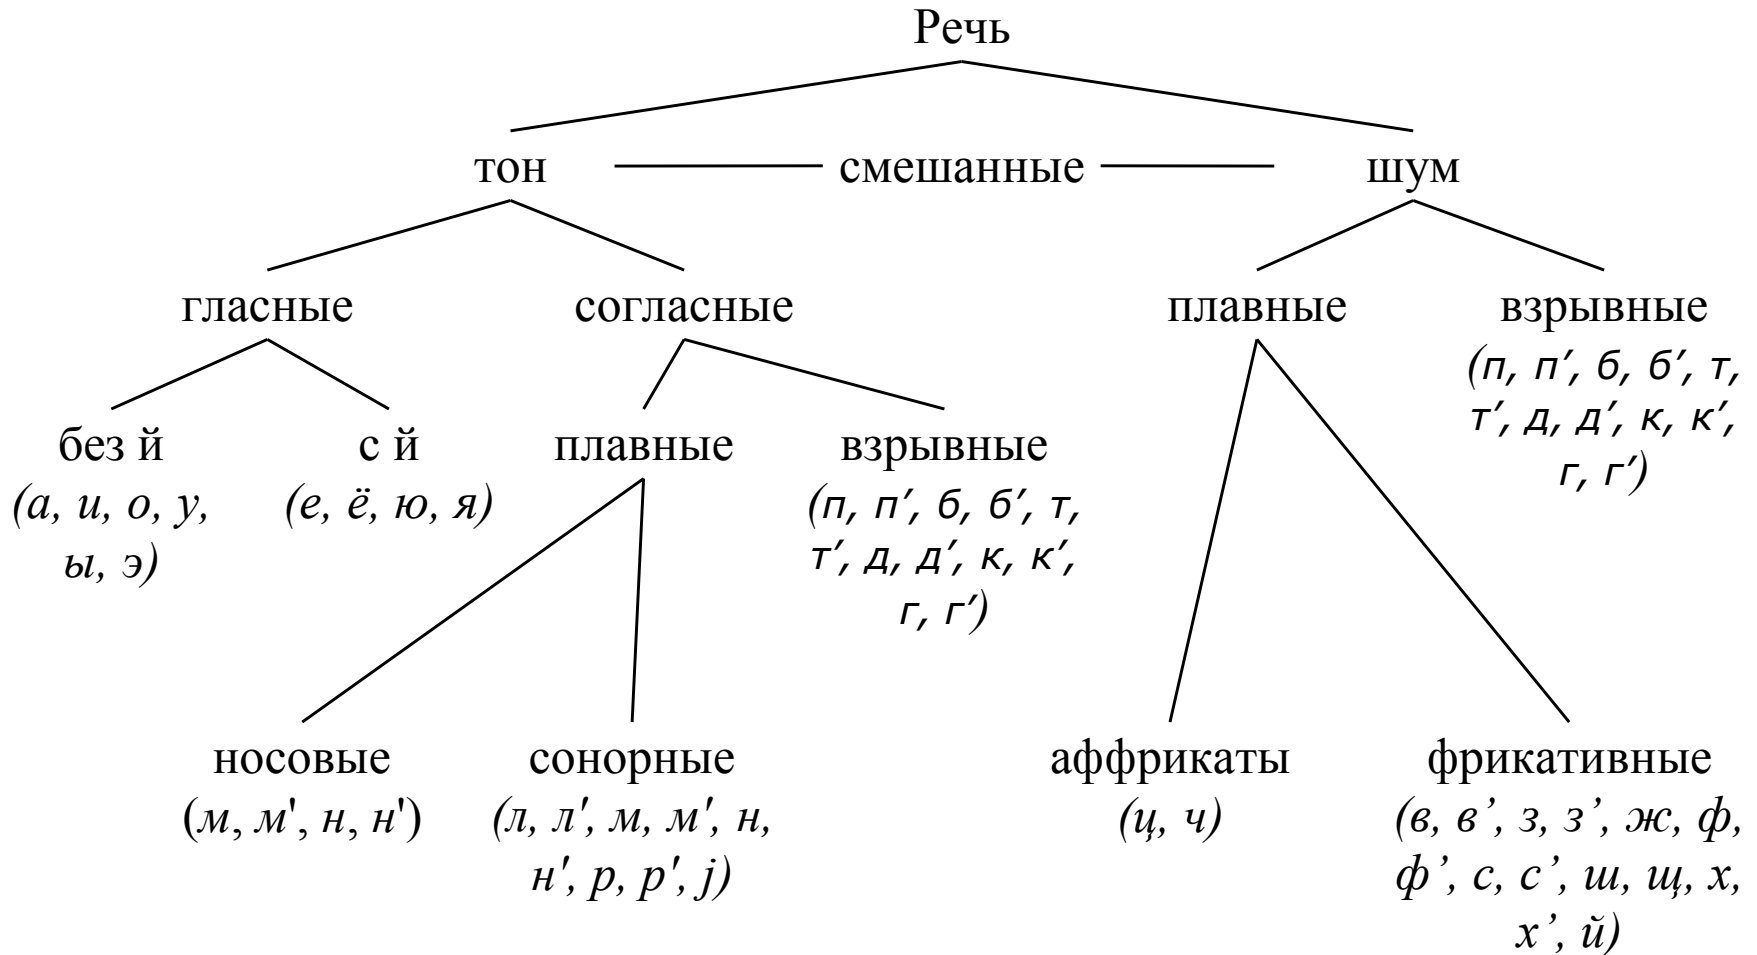 Речь
тон смешанные шум
гласные согласные плавные взрывные
(п, п′, б, б′, т,
т′, д, д′, к, к′,
г, г′)
без й с й плавные взрывные
(а, и, о, у,
ы, э)
(е, ё, ю, я)
(п, п′, б, б′, т,
т′, д, д′, к, к′,
г, г′)
носовые сонорные аффрикаты фрикативные
(м, м', н, н')
(л, л', м, м', н,
н', р, р', j)
(ц, ч)
(в, в’, з, з’, ж, ф,
ф’, с, с’, ш, щ, х,
х’, й)